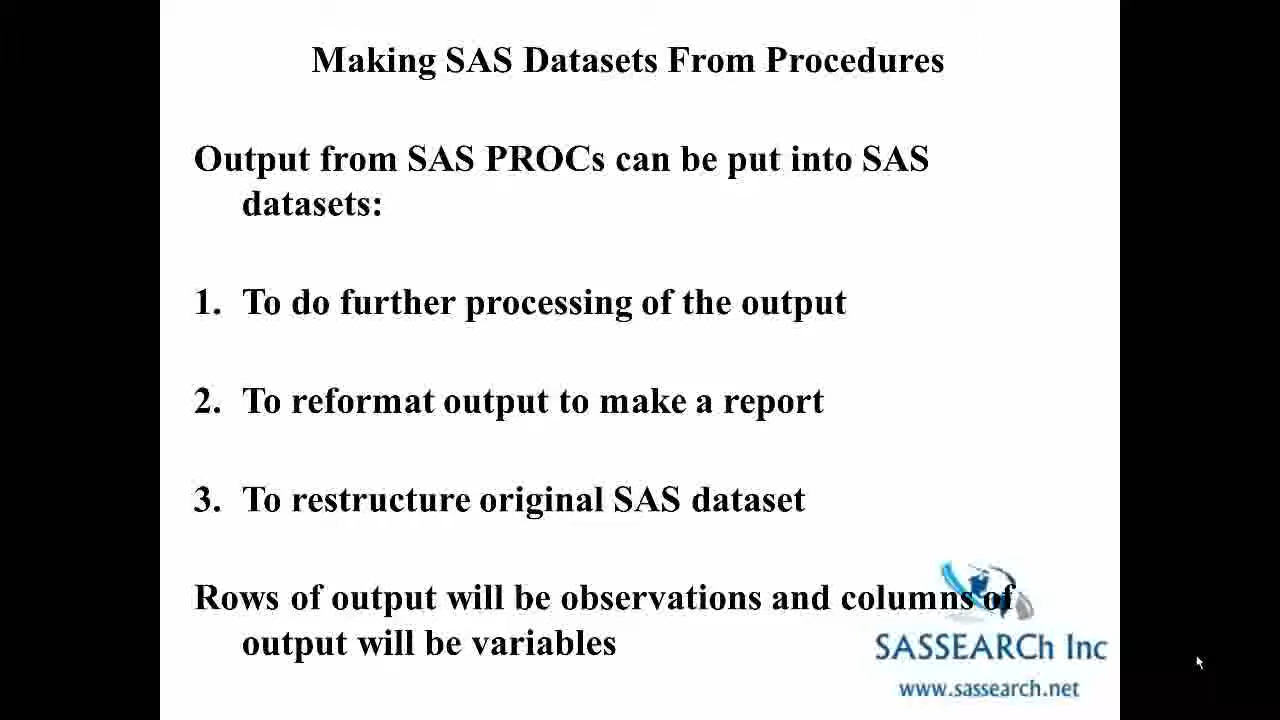 Making SAS Datasets From Procedures
Output from SAS PROCs can be put into SAS
datasets:
1. To do further processing of the output
2. To reformat output to make a report
3. To restructure original SAS dataset
Rows of output will be observations and columns of
output will be variables
SASSEARCh Inc
www.sassearch.net